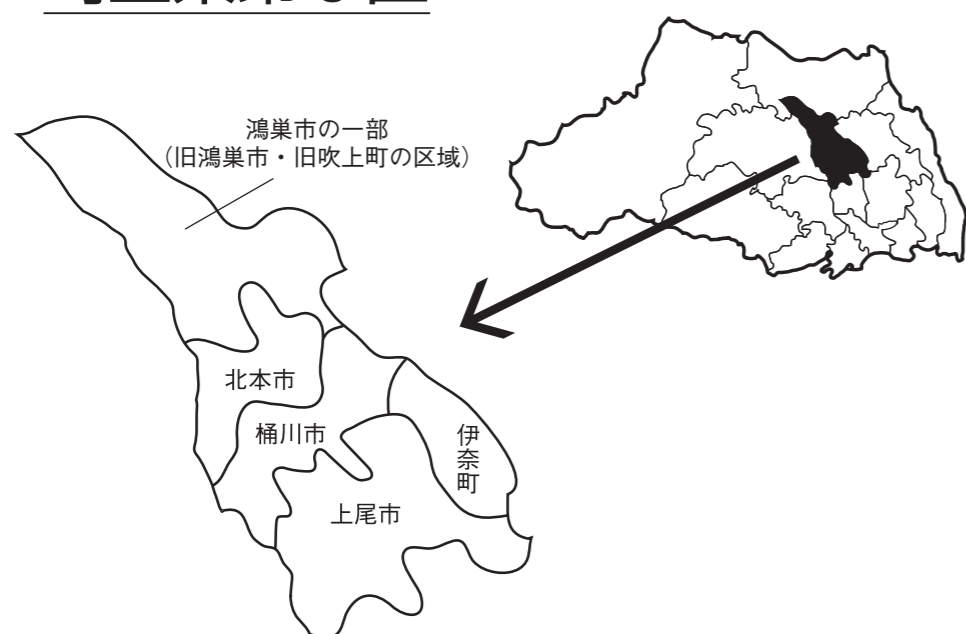 鴻巣市の一部
（旧鴻巣市・旧吹上町の区域）
北本市
桶川市
伊奈町
上尾市